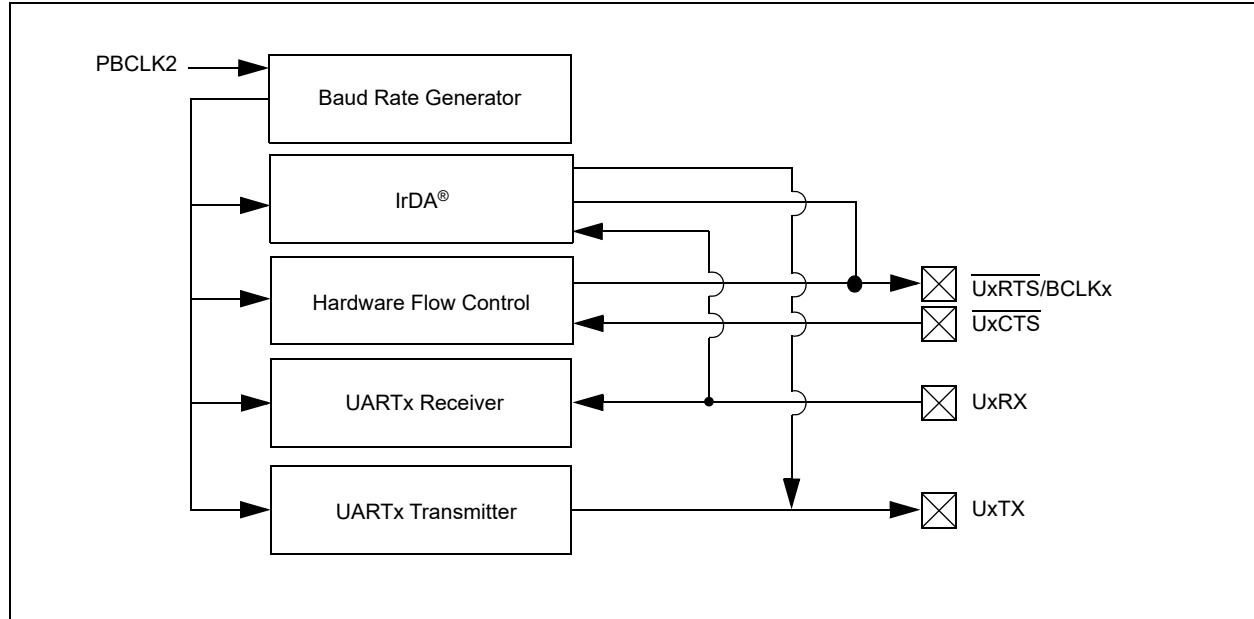 PBCLK2
Baud Rate Generator
IrDA®
Hardware Flow Control
UxRTS/BCLKx
UxCTS
UARTx Receiver
UxRX
UARTx Transmitter
UxTX